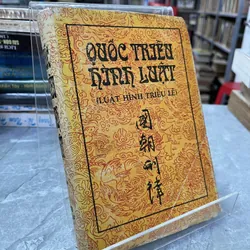 QUỐC TRIỀU
HÌNH LUẬT
(LUẬT HÌNH TRIỀU LÊ)
國
朝
刑
律